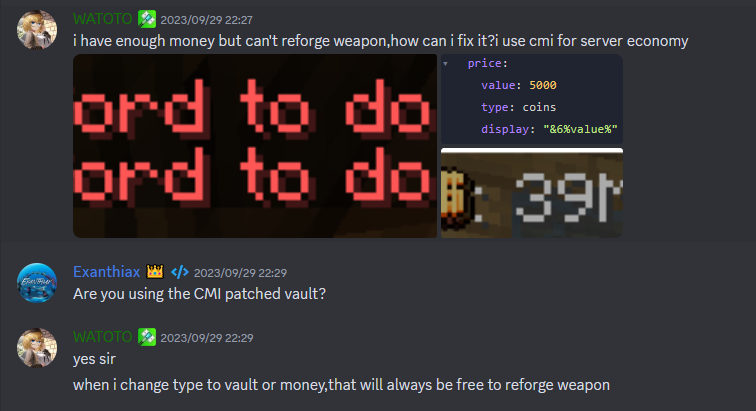 WATOTO 2023/09/29 22:27
i have enough money but can't reforge weapon,how can i fix it?i use cmi for server economy
ord to do
ord to do
price:
value: 5000
type: coins
display: "&6%value%"
: 39
Exanthiax 2023/09/29 22:29
Are you using the CMI patched vault?
WATOTO 2023/09/29 22:29
yes sir
when i change type to vault or money,that will always be free to reforge weapon